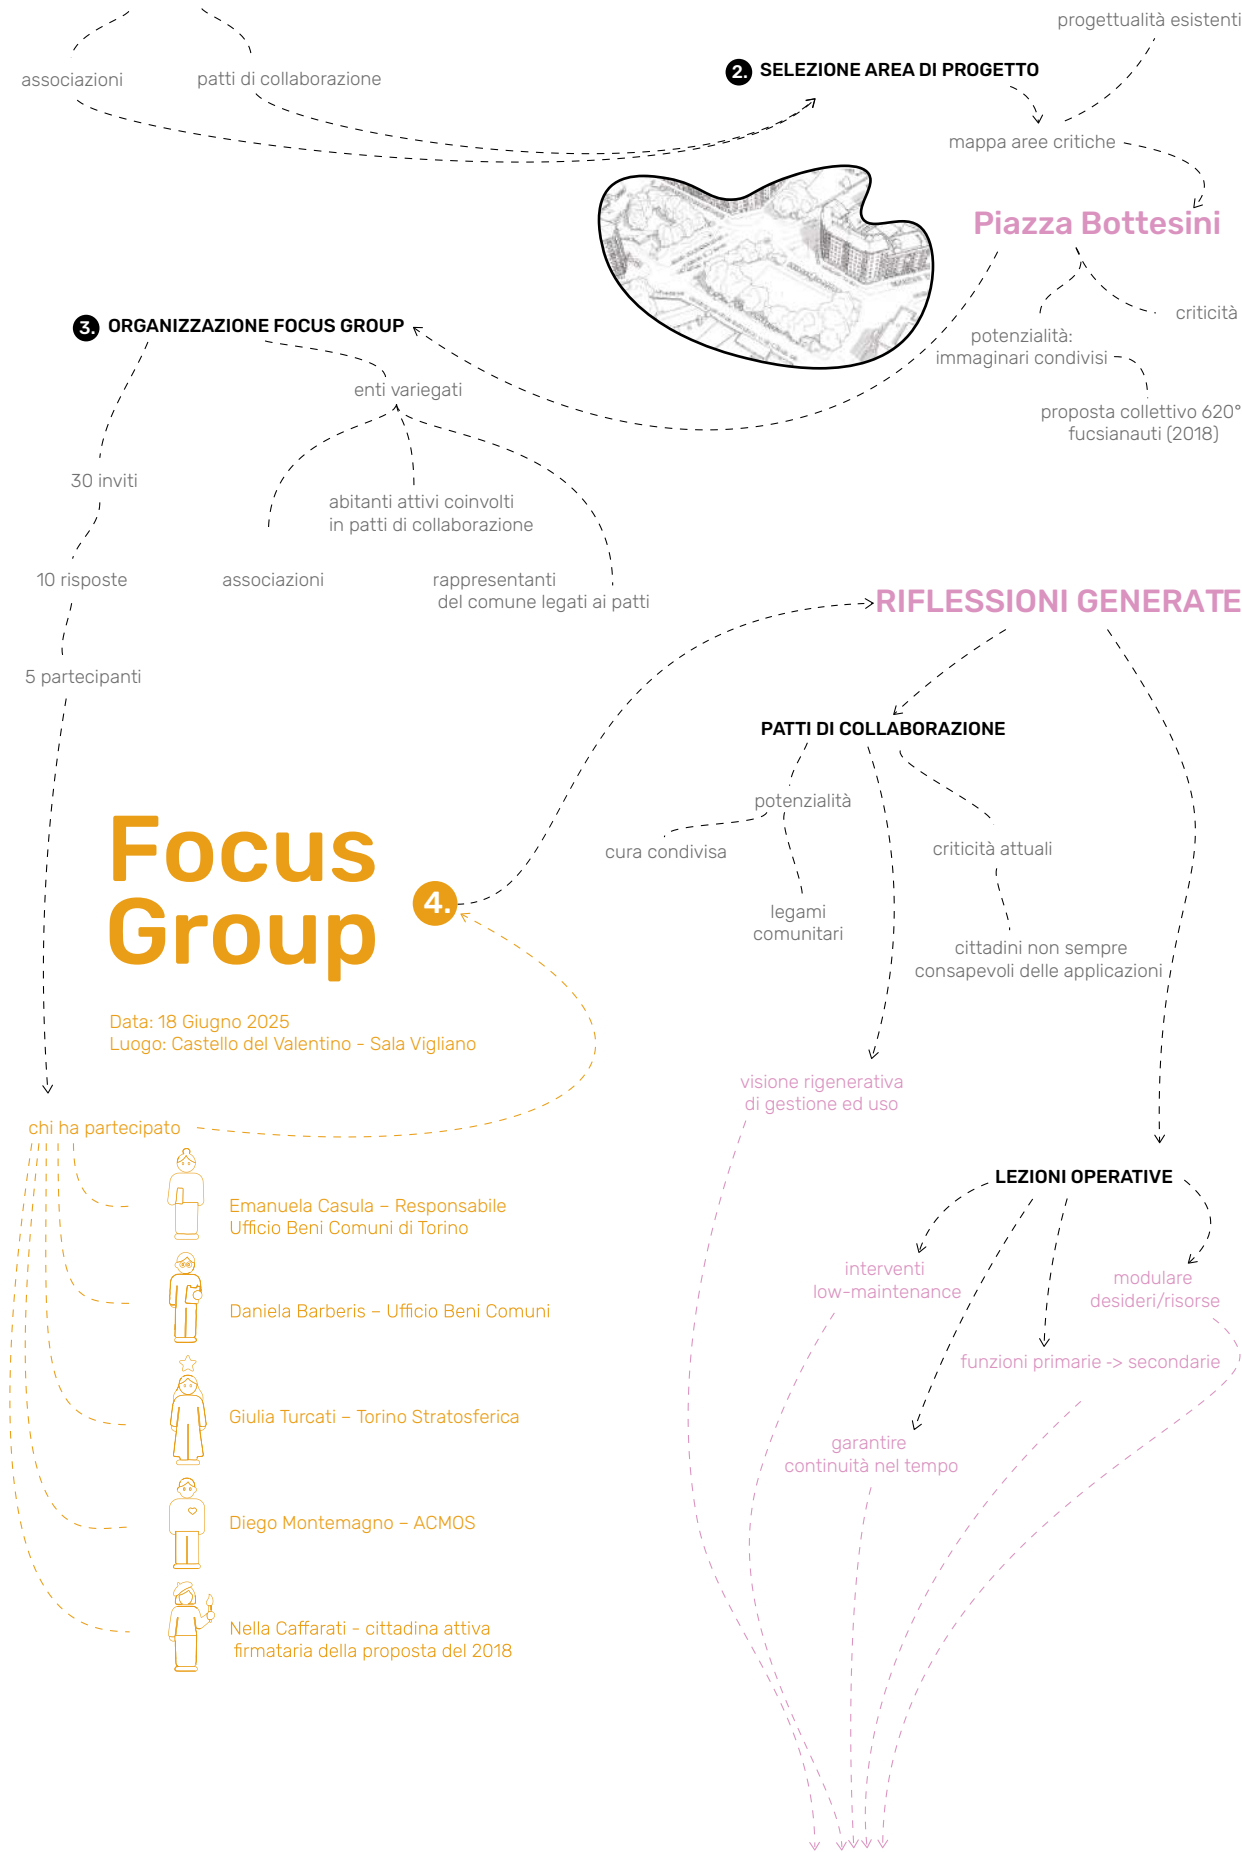 progettualità esistenti
associazioni
patti di collaborazione
2. SELEZIONE AREA DI PROGETTO
mappa aree critiche
Piazza Bottesini
criticità
potenzialità:
immaginari condivisi
proposta collettivo 620°
fucsianauti (2018)
3. ORGANIZZAZIONE FOCUS GROUP
enti variegati
30 inviti
abitanti attivi coinvolti
in patti di collaborazione
10 risposte
associazioni
rappresentanti
del comune legati ai patti
5 partecipanti
RIFLESSIONI GENERATE
PATTI DI COLLABORAZIONE
potenzialità
cura condivisa
criticità attuali
legami
comunitari
cittadini non sempre
consapevoli delle applicazioni
Focus
Group
4.
Data: 18 Giugno 2025
Luogo: Castello del Valentino - Sala Vigliano
visione rigenerativa
di gestione ed uso
chi ha partecipato
Emanuela Casula – Responsabile
Ufficio Beni Comuni di Torino
Daniela Barberis – Ufficio Beni Comuni
Giulia Turcati – Torino Stratosferica
Diego Montemagno – ACMOS
Nella Caffarati - cittadina attiva
firmataria della proposta del 2018
LEZIONI OPERATIVE
interventi
low-maintenance
modulare
desideri/risorse
funzioni primarie -> secondarie
garantire
continuità nel tempo